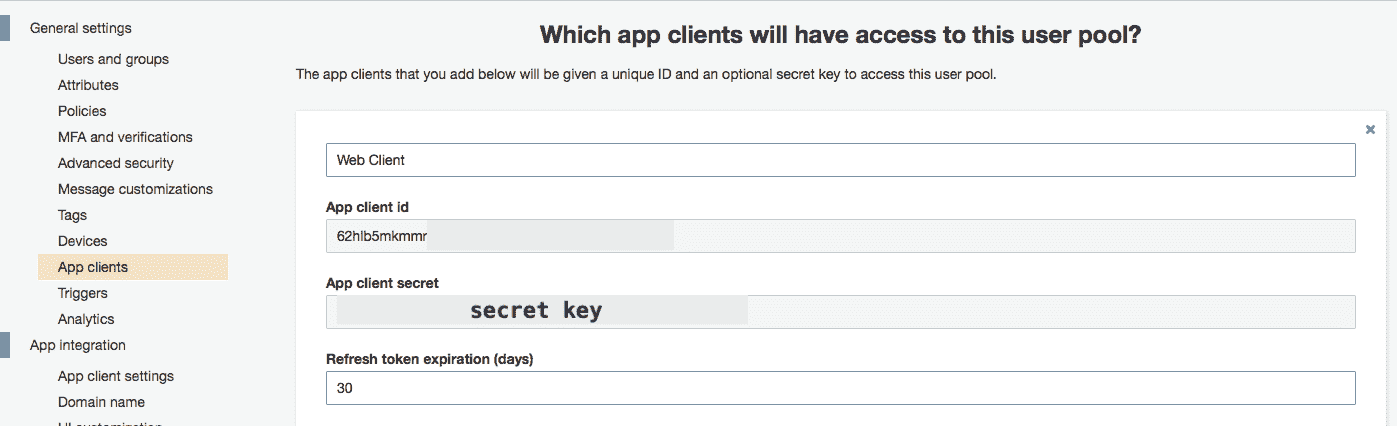 General settings
Users and groups
Attributes
Policies
MFA and verifications
Advanced security
Message customizations
Tags
Devices
App clients
Triggers
Analytics
App integration
App client settings
Domain name
Which app clients will have access to this user pool?
The app clients that you add below will be given a unique ID and an optional secret key to access this user pool.
Web Client
App client id
62hlb5mkmmr
App client secret
secret key
Refresh token expiration (days)
30